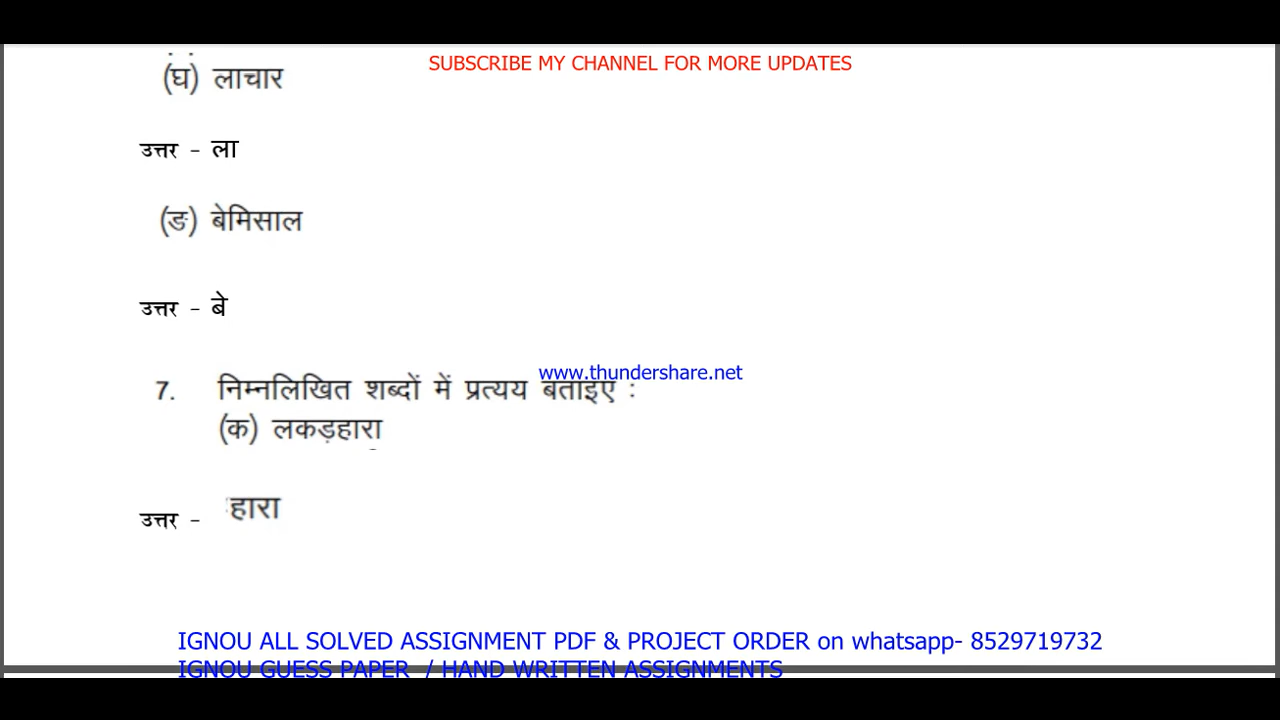 SUBSCRIBE MY CHANNEL FOR MORE UPDATES
(घ) लाचार
उत्तर - ला
(ङ) बेमिसाल
उत्तर - बे
www.thundershare.net
7. निम्नलिखित शब्दों में प्रत्यय बताइए :
(क) लकड़हारा
उत्तर - हारा
IGNOU ALL SOLVED ASSIGNMENT PDF & PROJECT ORDER on whatsapp- 8529719732
IGNOU GUESS PAPER / HAND WRITTEN ASSIGNMENTS